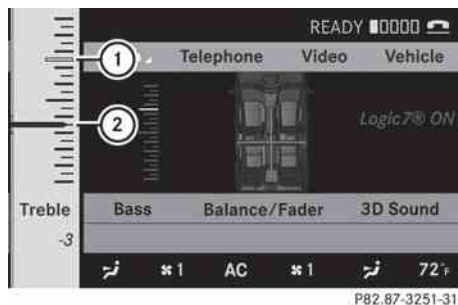 READY
1 Telephone Video Vehicle
2
Logic7® ON
Treble Bass Balance/Fader 3D Sound
-3
1 AC 1 72°F
P82.87-3251-31